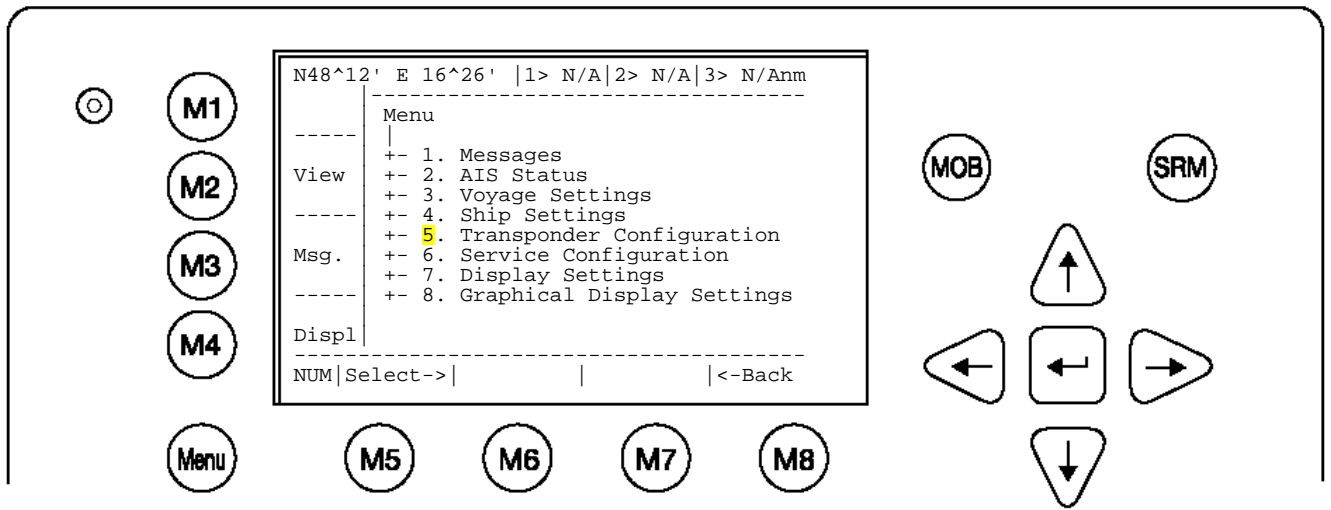 N48^12' E 16^26' |1> N/A|2> N/A|3> N/Anm
Menu
+- 1. Messages
+- 2. AIS Status
+- 3. Voyage Settings
+- 4. Ship Settings
+- 5. Transponder Configuration
+- 6. Service Configuration
+- 7. Display Settings
+- 8. Graphical Display Settings
View
Msg.
Displ
NUM|Select->| | |<-Back
M1
M2
M3
M4
Menu
M5
M6
M7
M8
MOB
SRM